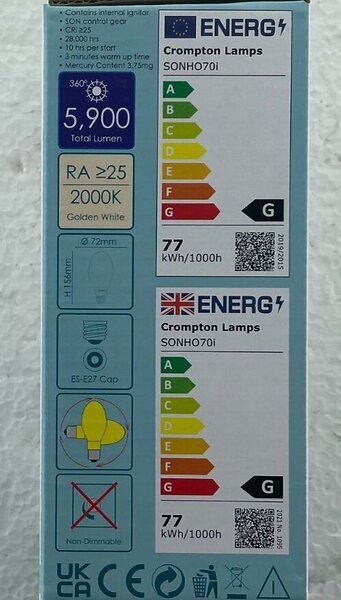 • Contains internal Ignitor
• SON control gear
• CRI ≥25
• 28,000 hrs
• 10 hrs per start
• 3 minutes warm up time
• Mercury Content 3.75mg
360°
5,900
Total Lumen
RA ≥25
2000K
Golden White
Ø 72mm
H 156mm
ES-E27 Cap
Non-Dimmable
ENERG
Crompton Lamps
SONHO70i
A
B
C
D
E
F
G
G
77
kWh/1000h
2019/2015
ENERG
Crompton Lamps
SONHO70i
A
B
C
D
E
F
G
G
77
kWh/1000h
2021 No. 1095
UK
CA
CE